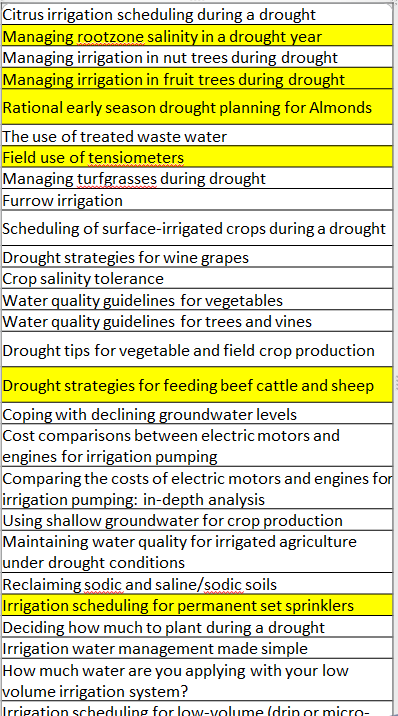 Citrus irrigation scheduling during a drought
Managing rootzone salinity in a drought year
Managing irrigation in nut trees during drought
Managing irrigation in fruit trees during drought
Rational early season drought planning for Almonds
The use of treated waste water
Field use of tensiometers
Managing turfgrasses during drought
Furrow irrigation
Scheduling of surface-irrigated crops during a drought
Drought strategies for wine grapes
Crop salinity tolerance
Water quality guidelines for vegetables
Water quality guidelines for trees and vines
Drought tips for vegetable and field crop production
Drought strategies for feeding beef cattle and sheep
Coping with declining groundwater levels
Cost comparisons between electric motors and
engines for irrigation pumping
Comparing the costs of electric motors and engines for
irrigation pumping: in-depth analysis
Using shallow groundwater for crop production
Maintaining water quality for irrigated agriculture
under drought conditions
Reclaiming sodic and saline/sodic soils
Irrigation scheduling for permanent set sprinklers
Deciding how much to plant during a drought
Irrigation water management made simple
How much water are you applying with your low
volume irrigation system?
Irrigation scheduling for low-volume (drip or micro-